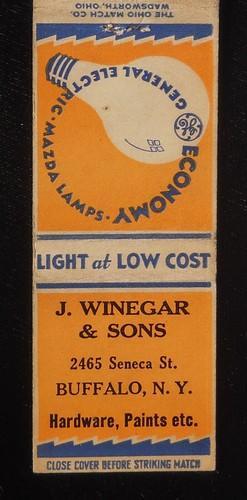 THE OHIO MATCH CO.
WADSWORTH, OHIO
GENERAL ELECTRIC · MAZDA LAMPS ·
GE
ECONOMY
LIGHT at LOW COST
J. WINEGAR
& SONS
2465 Seneca St.
BUFFALO, N. Y.
Hardware, Paints etc.
CLOSE COVER BEFORE STRIKING MATCH